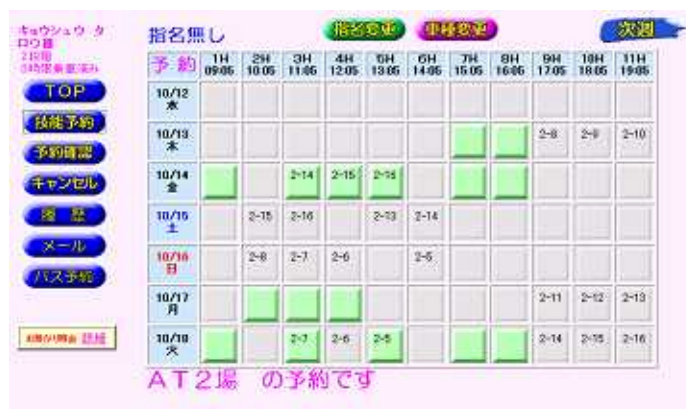 キュウシュウ タ
ロウ様
2段階
指名無し
指名変更 車種変更 次週
予約 1H 2H 3H 4H 5H 6H 7H 8H 9H 10H 11H
09:05 10:05 11:05 12:05 13:05 14:05 15:05 16:05 17:05 18:05 19:05
TOP
技能予約
予約確認
キャンセル
履歴
メール
バス予約
10/12
水
10/13
木 2-8 2-9 2-10
10/14
金 2-14 2-15 2-16
10/15
土 2-15 2-16 2-13 2-14
10/16
日 2-8 2-7 2-6 2-5
10/17
月 2-11 2-12 2-13
10/18
火 2-7 2-6 2-5 2-14 2-15 2-16
AT2場 の予約です